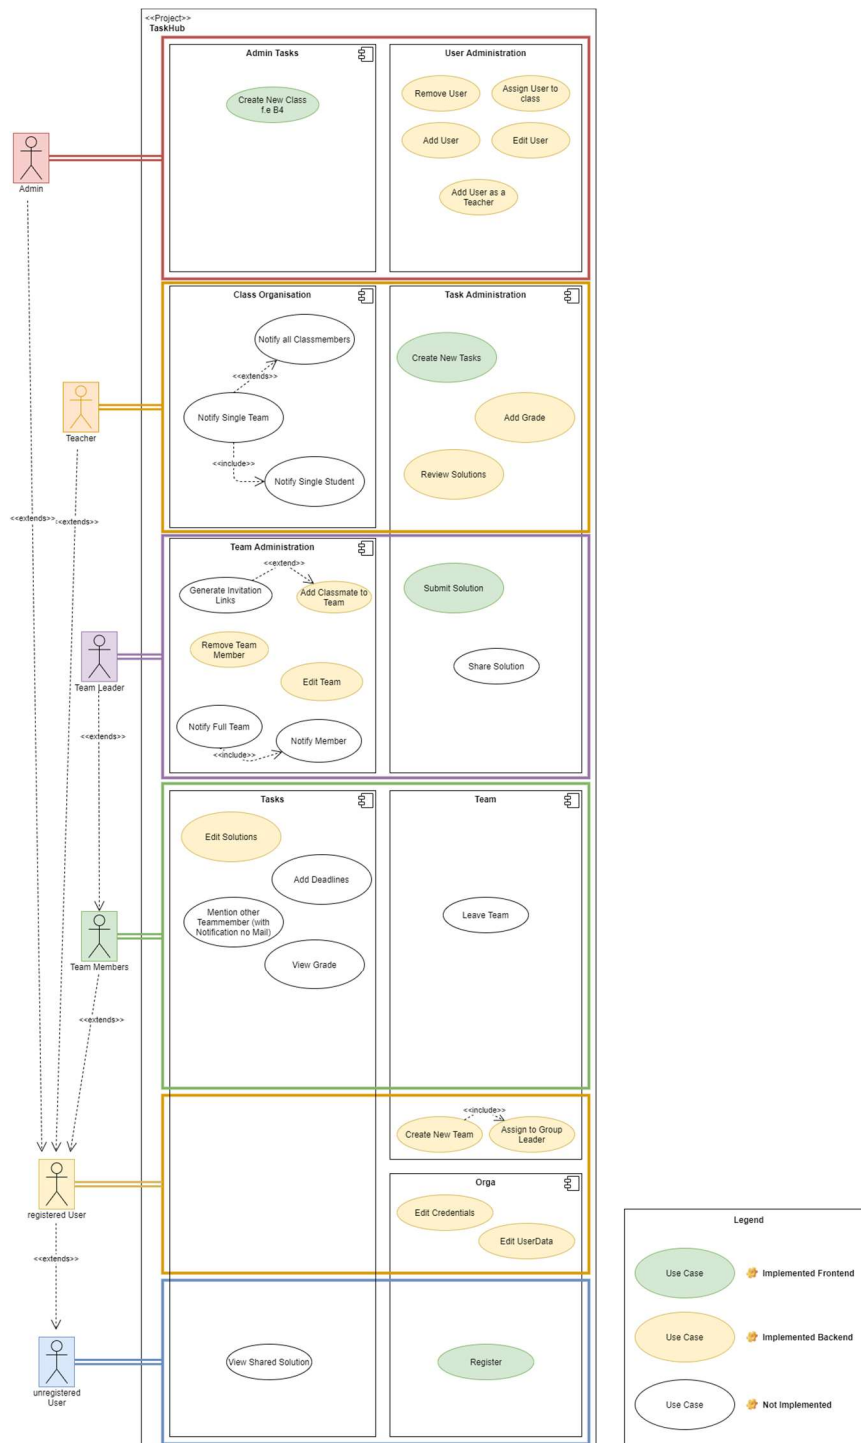 <<Project>>
TaskHub
Admin Tasks
Create New Class
f.e B4
User Administration
Remove User
Assign User to
class
Add User
Edit User
Add User as a
Teacher
Admin
Class Organisation
Notify all Classmembers
<<extends>>
Notify Single Team
<<include>>
Notify Single Student
Task Administration
Create New Tasks
Add Grade
Review Solutions
Teacher
<<extends>>
<<extends>>
Team Administration
<<extend>>
Generate Invitation
Links
Add Classmate to
Team
Remove Team
Member
Edit Team
Notify Full Team
Notify Member
<<include>>
Submit Solution
Share Solution
Team Leader
<<extends>>
Tasks
Edit Solutions
Add Deadlines
Mention other
Teammember (with
Notification no Mail)
View Grade
Team
Leave Team
Team Members
<<extends>>
<<include>>
Create New Team
Assign to Group
Leader
Orga
Edit Credentials
Edit UserData
registered User
<<extends>>
View Shared Solution
Register
unregistered
User
Legend
Use Case
Implemented Frontend
Use Case
Implemented Backend
Use Case
Not Implemented